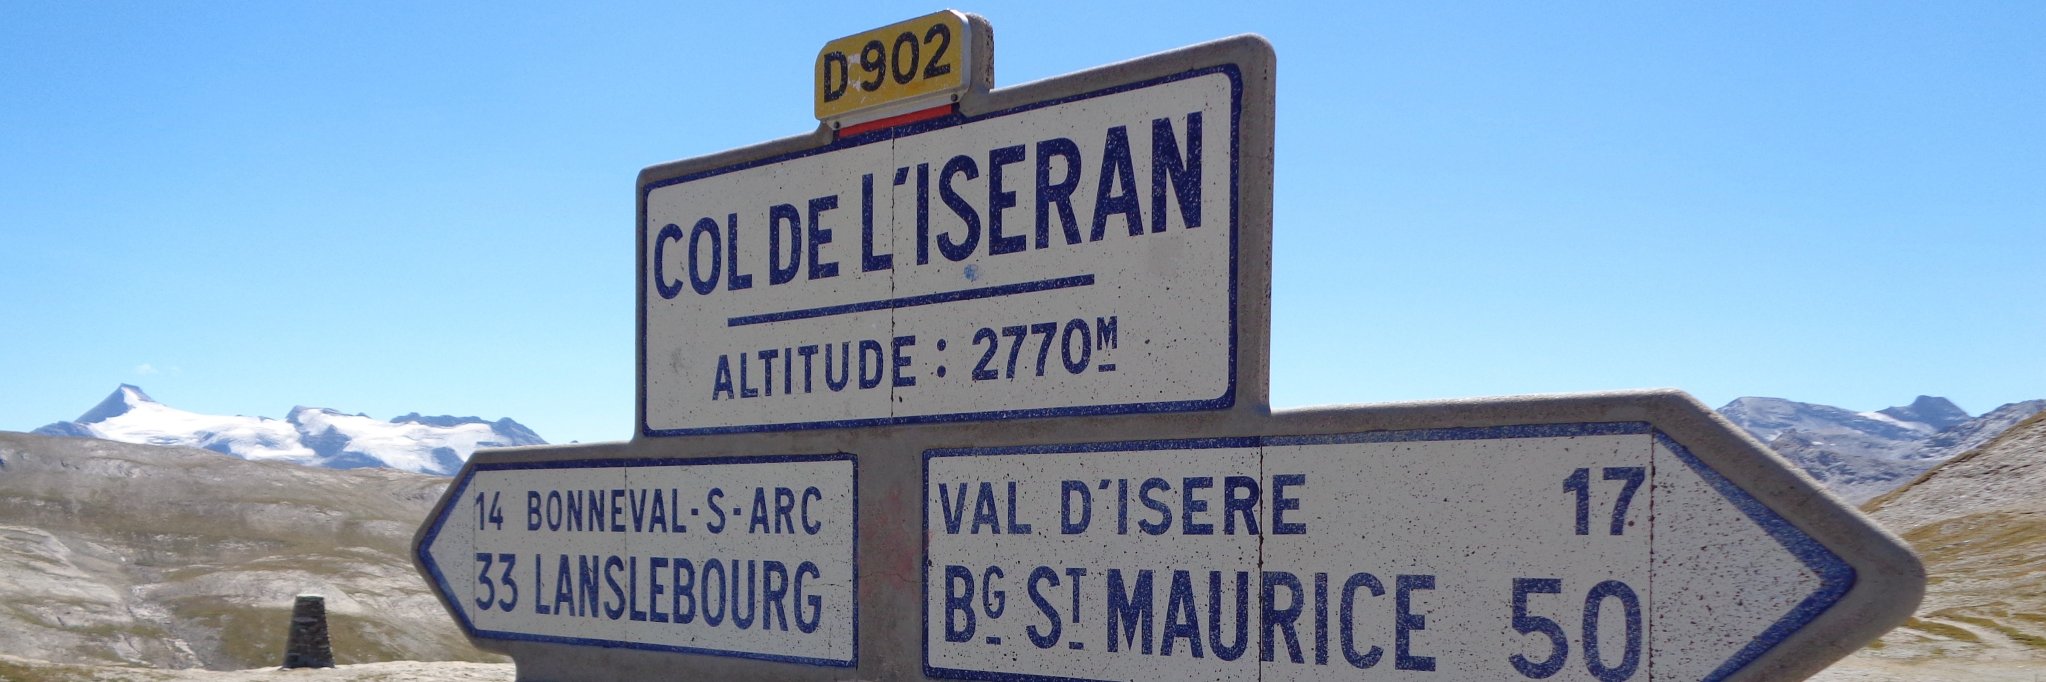 D 902
COL DE L'ISERAN
ALTITUDE : 2770M
14 BONNEVAL-S-ARC
33 LANSLEBOURG
VAL D'ISERE 17
BG ST MAURICE 50